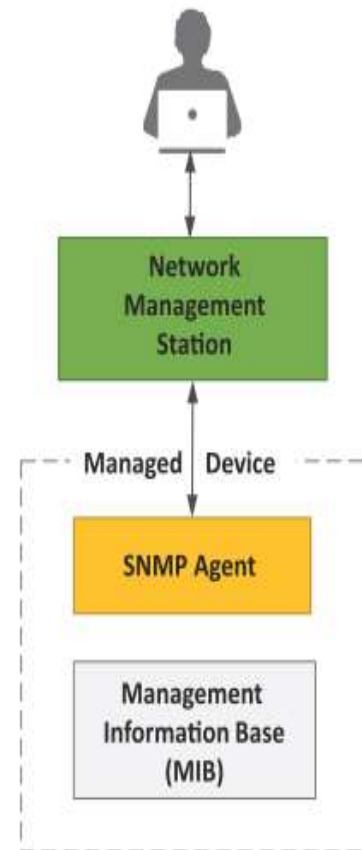 Network
Management
Station
Managed Device
SNMP Agent
Management
Information Base
(MIB)